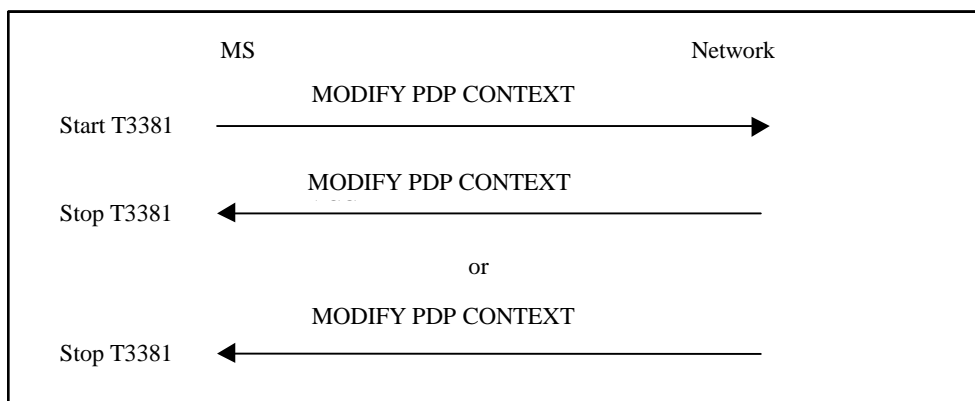 MS Network
MODIFY PDP CONTEXT
Start T3381
MODIFY PDP CONTEXT
Stop T3381
or
MODIFY PDP CONTEXT
Stop T3381